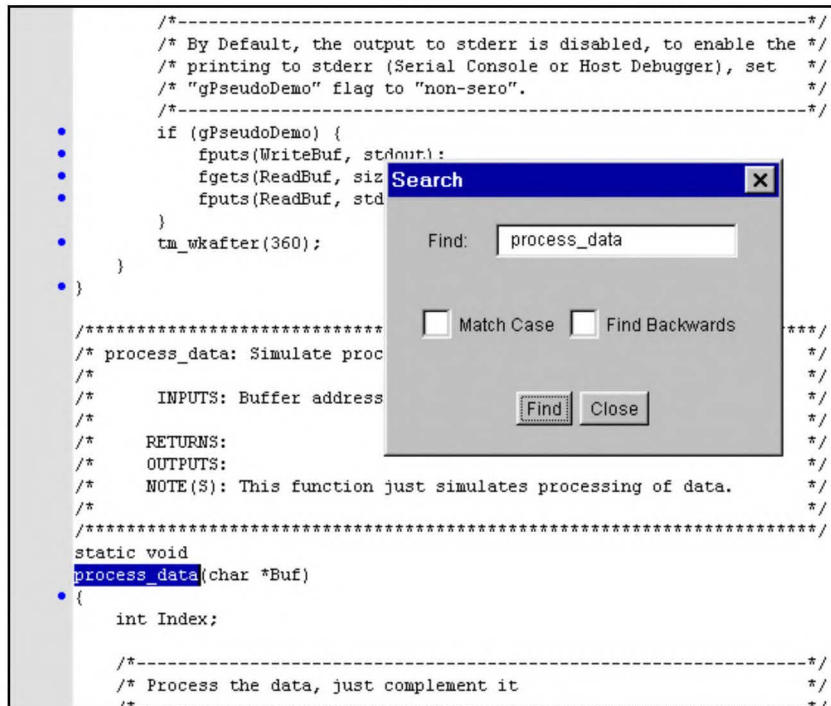 /*-------------------------------------------------------------*/
/* By Default, the output to stderr is disabled, to enable the */
/* printing to stderr (Serial Console or Host Debugger), set */
/* "gPseudoDemo" flag to "non-sero". */
/*-------------------------------------------------------------*/
if (gPseudoDemo) {
fputs(WriteBuf, stdout);
fgets(ReadBuf, siz
fputs(ReadBuf, std
}
tm_wkafter(360);
}
}
/***************************** ***/
/* process_data: Simulate proc */
/* */
/* INPUTS: Buffer address */
/* */
/* RETURNS: */
/* OUTPUTS: */
/* NOTE(S): This function just simulates processing of data. */
/* */
/***********************************************************************/
static void
process_data(char *Buf)
{
int Index;
/*-----------------------------------------------------------------*/
/* Process the data, just complement it */
Search
Find: process_data
Match Case Find Backwards
Find Close